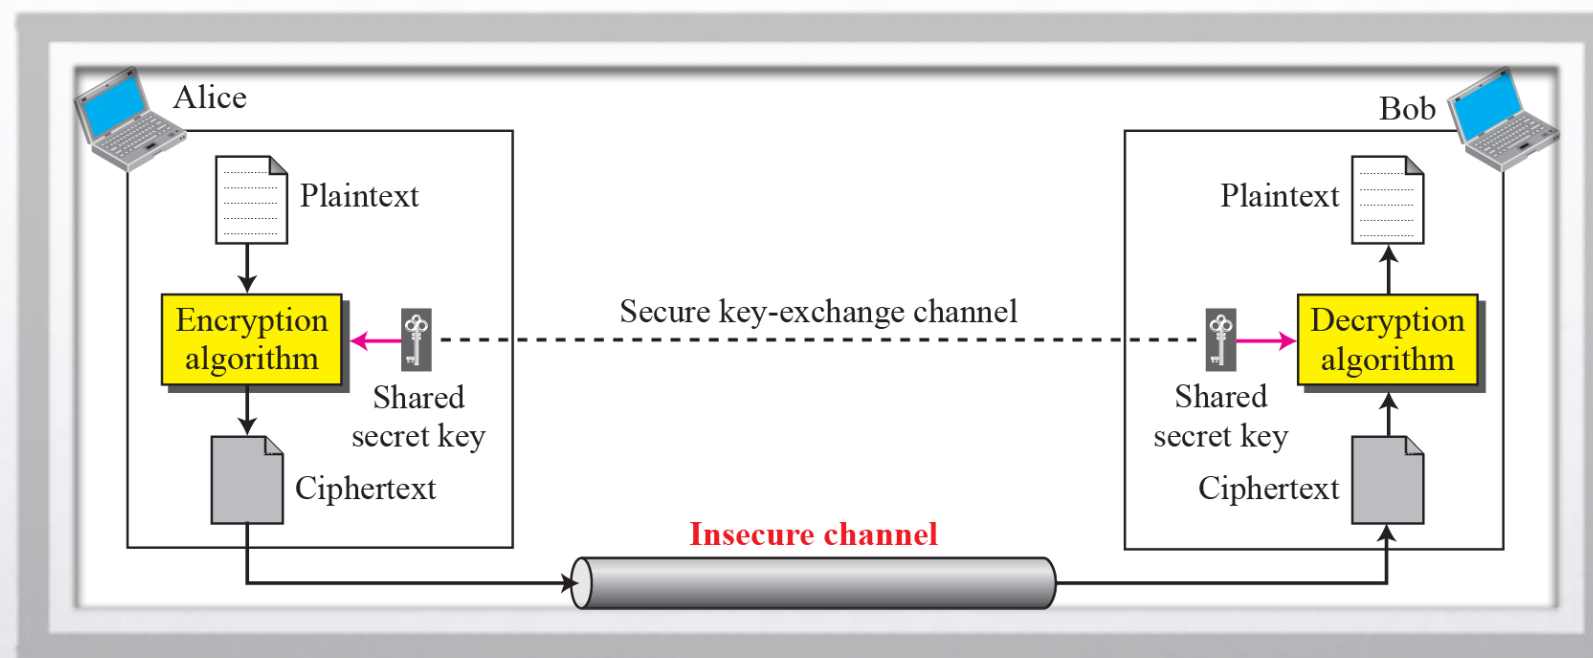 Alice
Bob
Plaintext
Plaintext
Encryption
algorithm
Secure key-exchange channel
Decryption
algorithm
Shared
secret key
Shared
secret key
Ciphertext
Ciphertext
Insecure channel